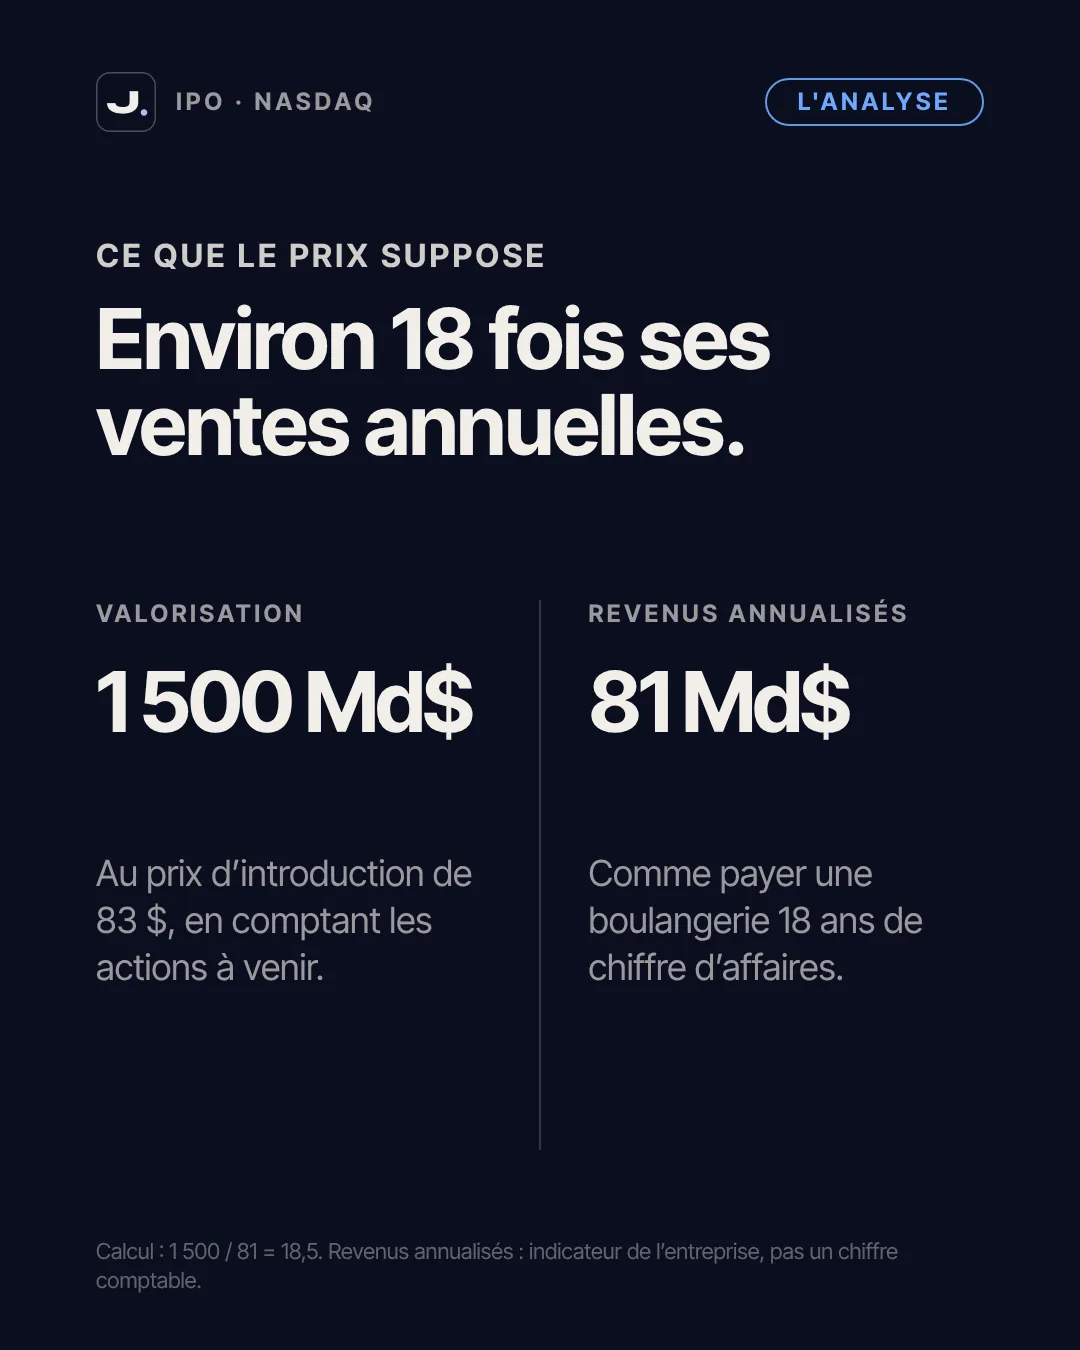 J.
IPO · NASDAQ
L'ANALYSE
CE QUE LE PRIX SUPPOSE
Environ 18 fois ses
ventes annuelles.
VALORISATION
1 500 Md$
Au prix d’introduction de
83 $, en comptant les
actions à venir.
REVENUS ANNUALISÉS
81 Md$
Comme payer une
boulangerie 18 ans de
chiffre d’affaires.
Calcul : 1 500 / 81 = 18,5. Revenus annualisés : indicateur de l’entreprise, pas un chiffre
comptable.